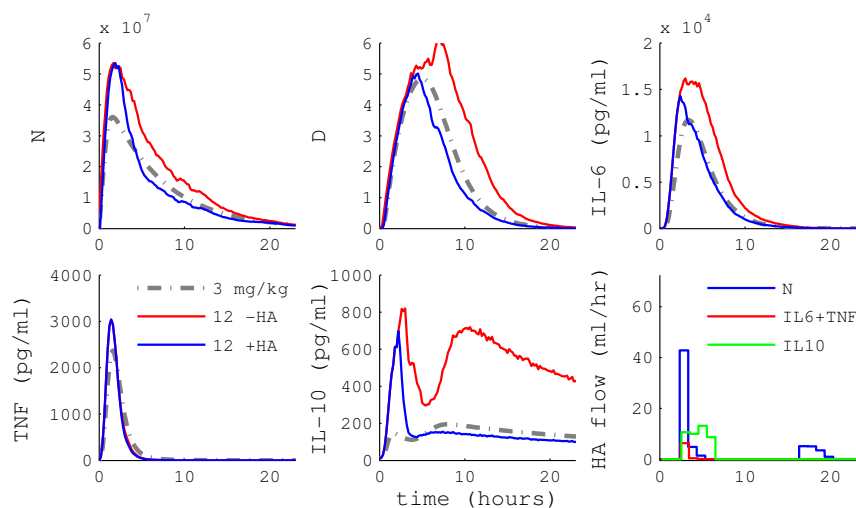 x 10^7
N
6
5
4
3
2
1
0
0 10 20
D
6
5
4
3
2
1
0
0 10 20
x 10^4
IL-6 (pg/ml)
2
1.5
1
0.5
0
0 10 20
TNF (pg/ml)
4000
3000
2000
1000
0
0 10 20
3 mg/kg
12 -HA
12 +HA
IL-10 (pg/ml)
1000
800
600
400
200
0
0 10 20
time (hours)
HA flow (ml/hr)
60
40
20
0
0 10 20
N
IL6+TNF
IL10